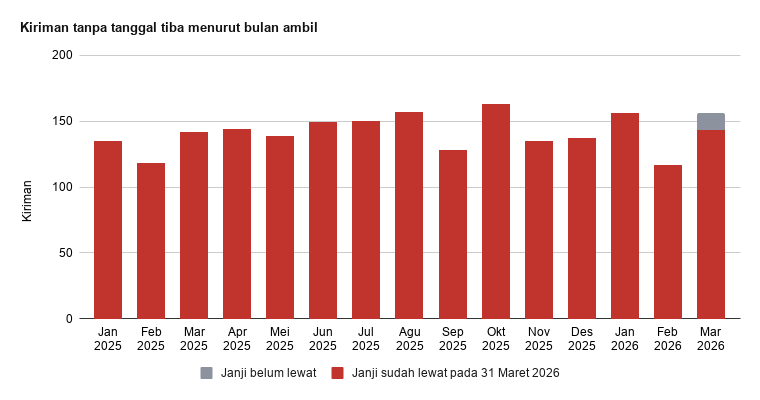 Kiriman tanpa tanggal tiba menurut bulan ambil
Kiriman
200
150
100
50
0
Jan 2025
Feb 2025
Mar 2025
Apr 2025
Mei 2025
Jun 2025
Jul 2025
Agu 2025
Sep 2025
Okt 2025
Nov 2025
Des 2025
Jan 2026
Feb 2026
Mar 2026
Janji belum lewat
Janji sudah lewat pada 31 Maret 2026